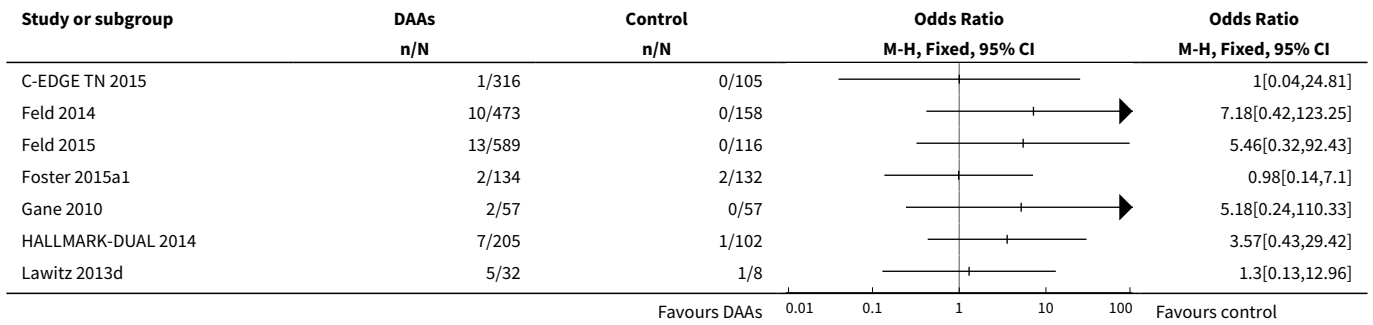 Study or subgroup DAAs Control Odds Ratio Odds Ratio
n/N n/N M-H, Fixed, 95% CI M-H, Fixed, 95% CI
C-EDGE TN 2015 1/316 0/105 1[0.04,24.81]
Feld 2014 10/473 0/158 7.18[0.42,123.25]
Feld 2015 13/589 0/116 5.46[0.32,92.43]
Foster 2015a1 2/134 2/132 0.98[0.14,7.1]
Gane 2010 2/57 0/57 5.18[0.24,110.33]
HALLMARK-DUAL 2014 7/205 1/102 3.57[0.43,29.42]
Lawitz 2013d 5/32 1/8 1.3[0.13,12.96]
Favours DAAs 0.01 0.1 1 10 100 Favours control